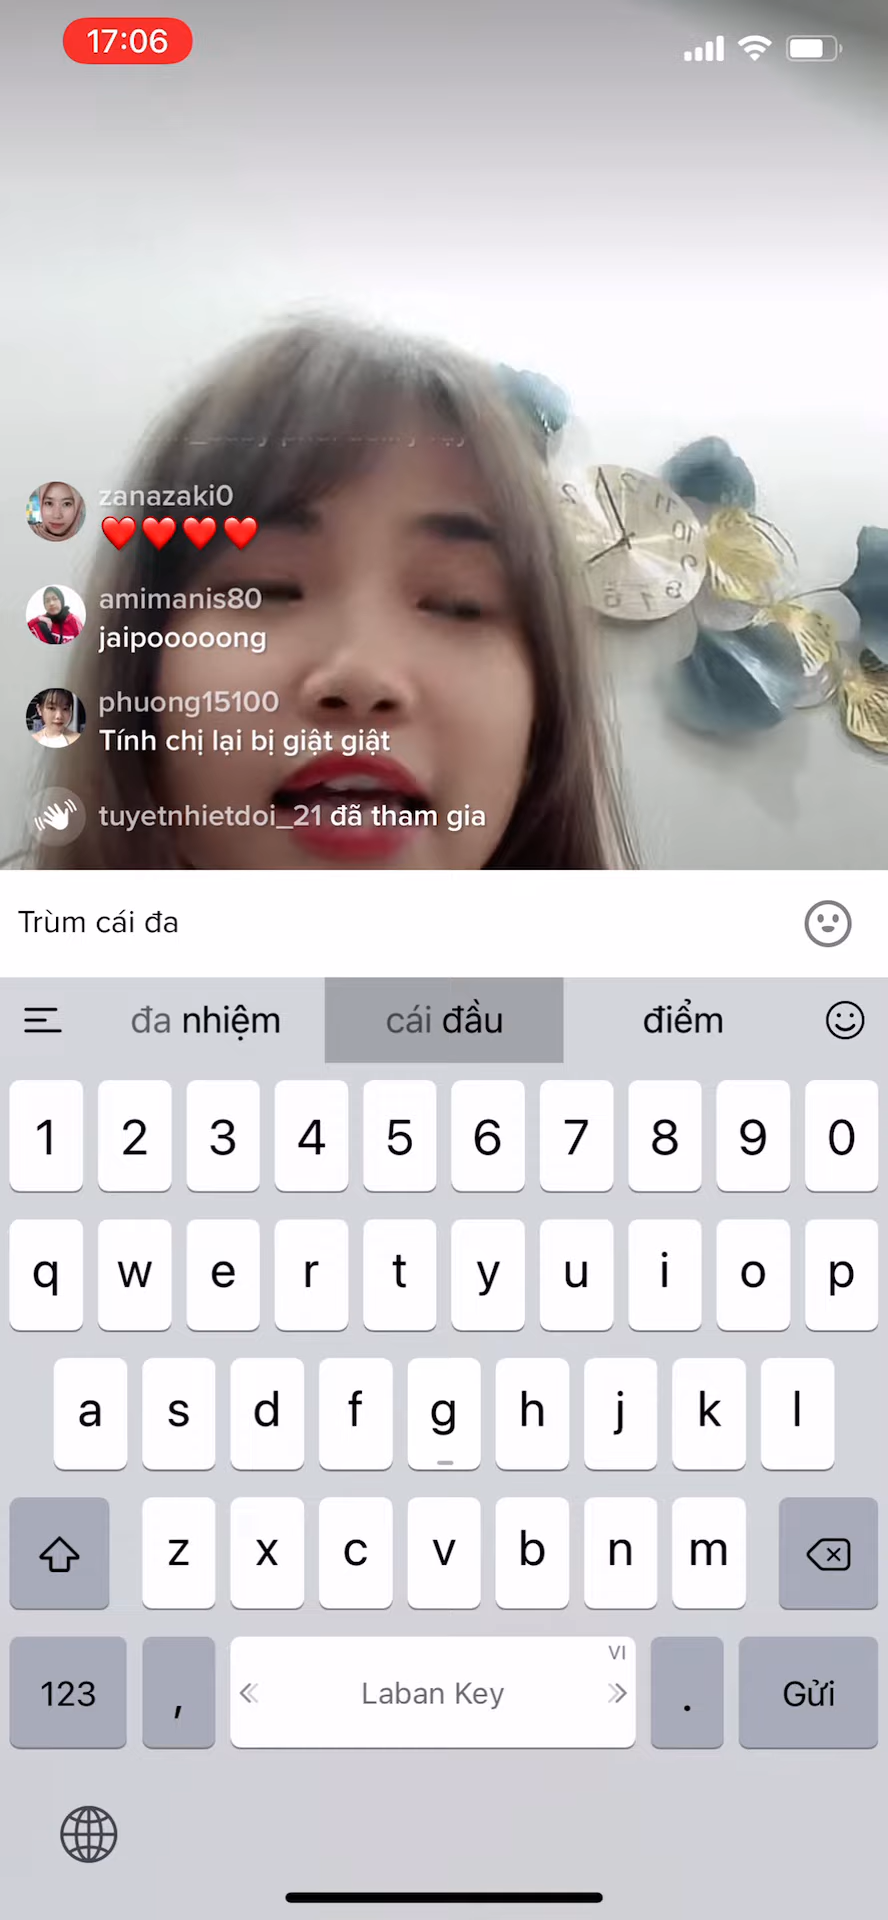 17:06
zanazaki0
❤️❤️❤️❤️
amimanis80
jaipooooong
phuong15100
Tính chị lại bị giật giật
tuyetnhietdoi_21 đã tham gia
Trùm cái đa
đa nhiệm cái đầu điểm
1 2 3 4 5 6 7 8 9 0
q w e r t y u i o p
a s d f g h j k l
z x c v b n m
VI
123 , Laban Key . Gửi